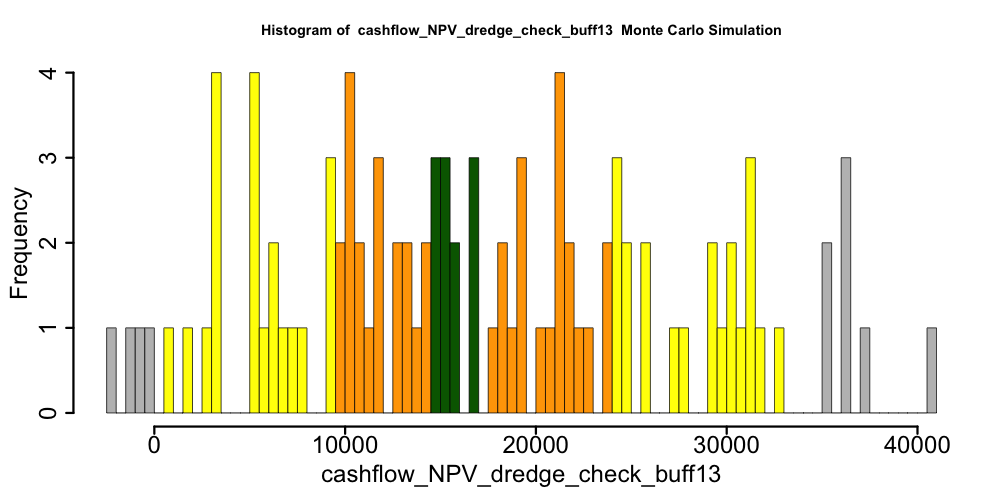 Histogram of  cashflow_NPV_dredge_check_buff13  Monte Carlo Simulation
Frequency
4
3
2
1
0
0 10000 20000 30000 40000
cashflow_NPV_dredge_check_buff13